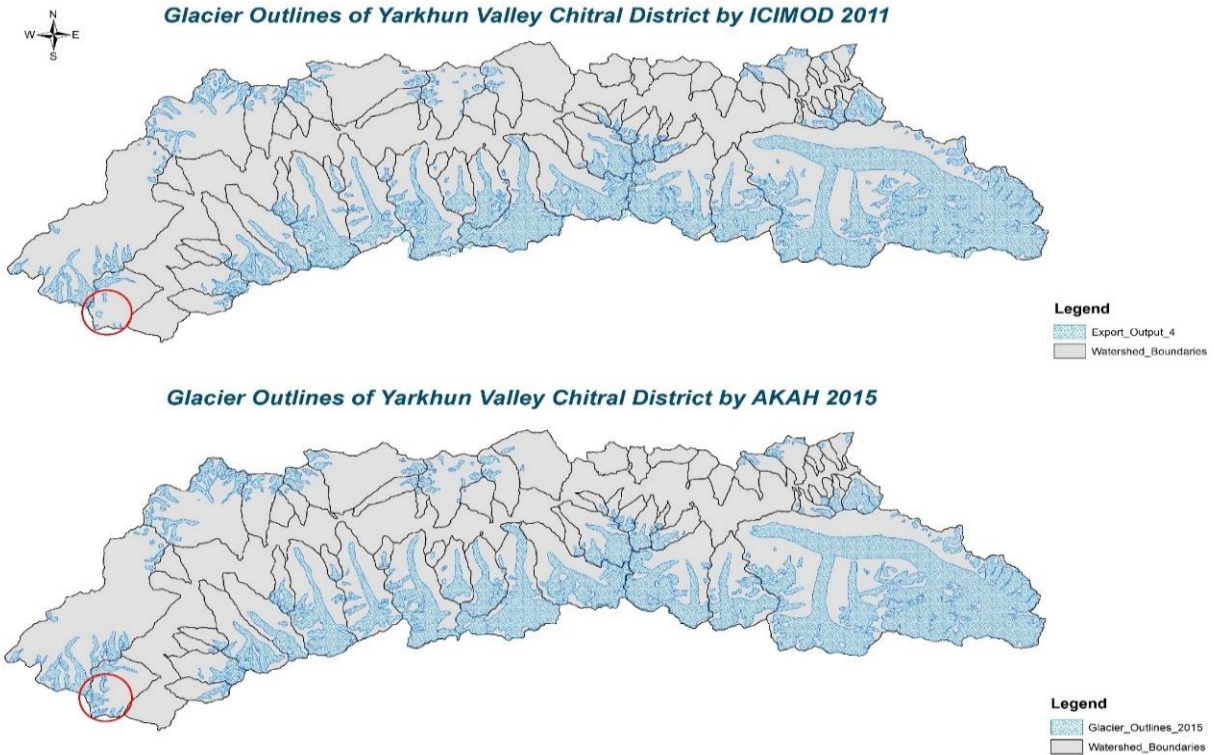 Glacier Outlines of Yarkhun Valley Chitral District by ICIMOD 2011
N
W E
S
Legend
Export_Output_4
Watershed_Boundaries
Glacier Outlines of Yarkhun Valley Chitral District by AKAH 2015
Legend
Glacier_Outlines_2015
Watershed_Boundaries